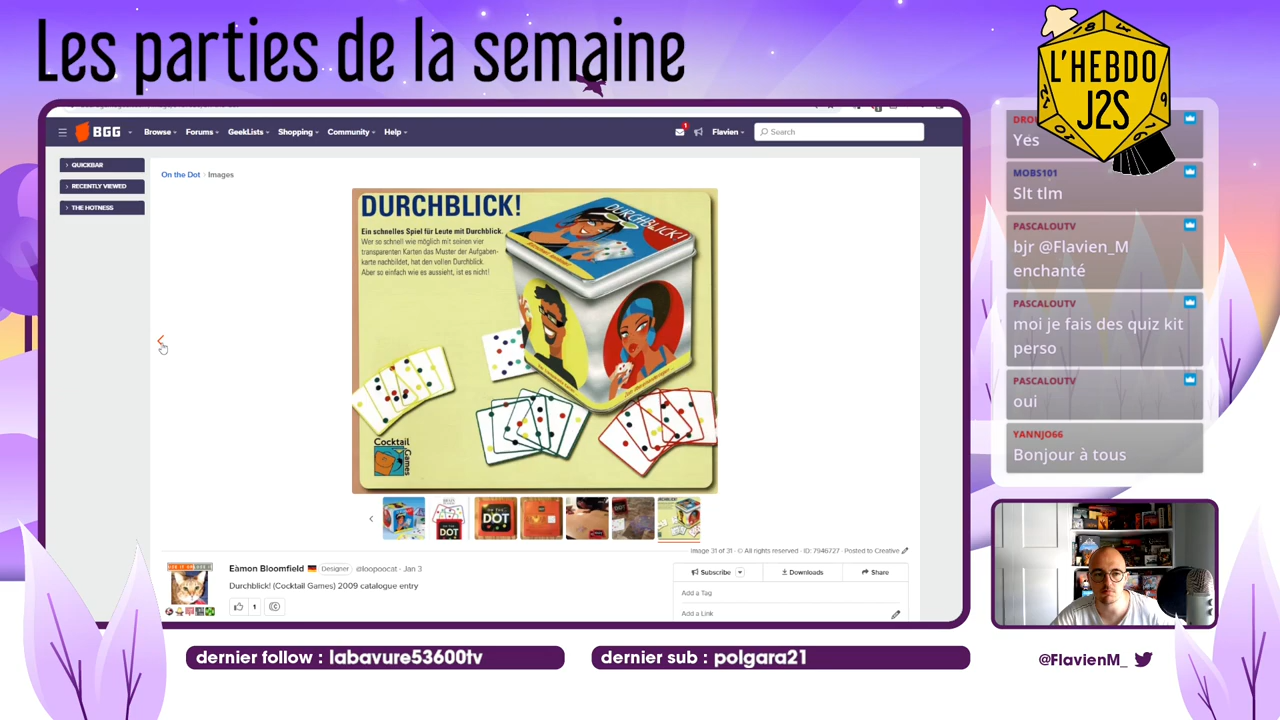 Les parties de la semaine
L'HEBDO
J2S
BGG
Browse
Forums
GeekLists
Shopping
Community
Help
1
Flavien
Search
QUICKBAR
RECENTLY VIEWED
THE HOTNESS
On the Dot > Images
DURCHBLICK!
Ein schnelles Spiel für Leute mit Durchblick.
Wer so schnell wie möglich mit seinen vier
transparenten Karten das Muster der Aufgaben-
karte nachbildet, hat den vollen Durchblick.
Aber so einfach wie es aussieht, ist es nicht!
DURCHBLICK!
Cocktail
Games
ON THE
DOT
Image 31 of 31 · © All rights reserved · ID: 7946727 · Posted to Creative
Eamon Bloomfield Designer @loopoocat · Jan 3
Durchblick! (Cocktail Games) 2009 catalogue entry
1
Subscribe
Downloads
Share
Add a Tag
Add a Link
Yes
MOBS101
Slt tlm
PASCALOUTV
bjr @Flavien_M
enchanté
PASCALOUTV
moi je fais des quiz kit
perso
PASCALOUTV
oui
YANNJO66
Bonjour à tous
dernier follow : labavure53600tv
dernier sub : polgara21
@FlavienM_